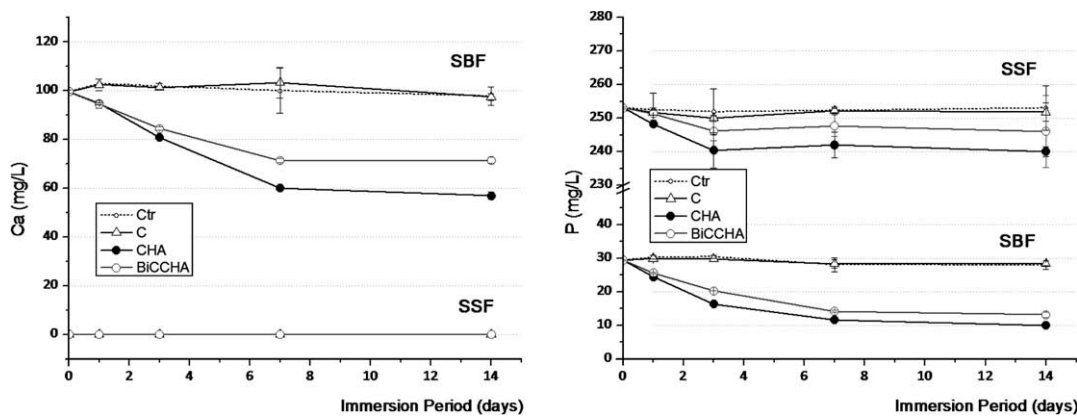 120
100
80
60
40
20
0
Ca (mg/L)
SBF
Ctr
C
CHA
BiCCHA
SSF
0 2 4 6 8 10 12 14
Immersion Period (days)
280
270
260
250
240
230
40
30
20
10
0
P (mg/L)
SSF
Ctr
C
CHA
BiCCHA
SBF
0 2 4 6 8 10 12 14
Immersion Period (days)